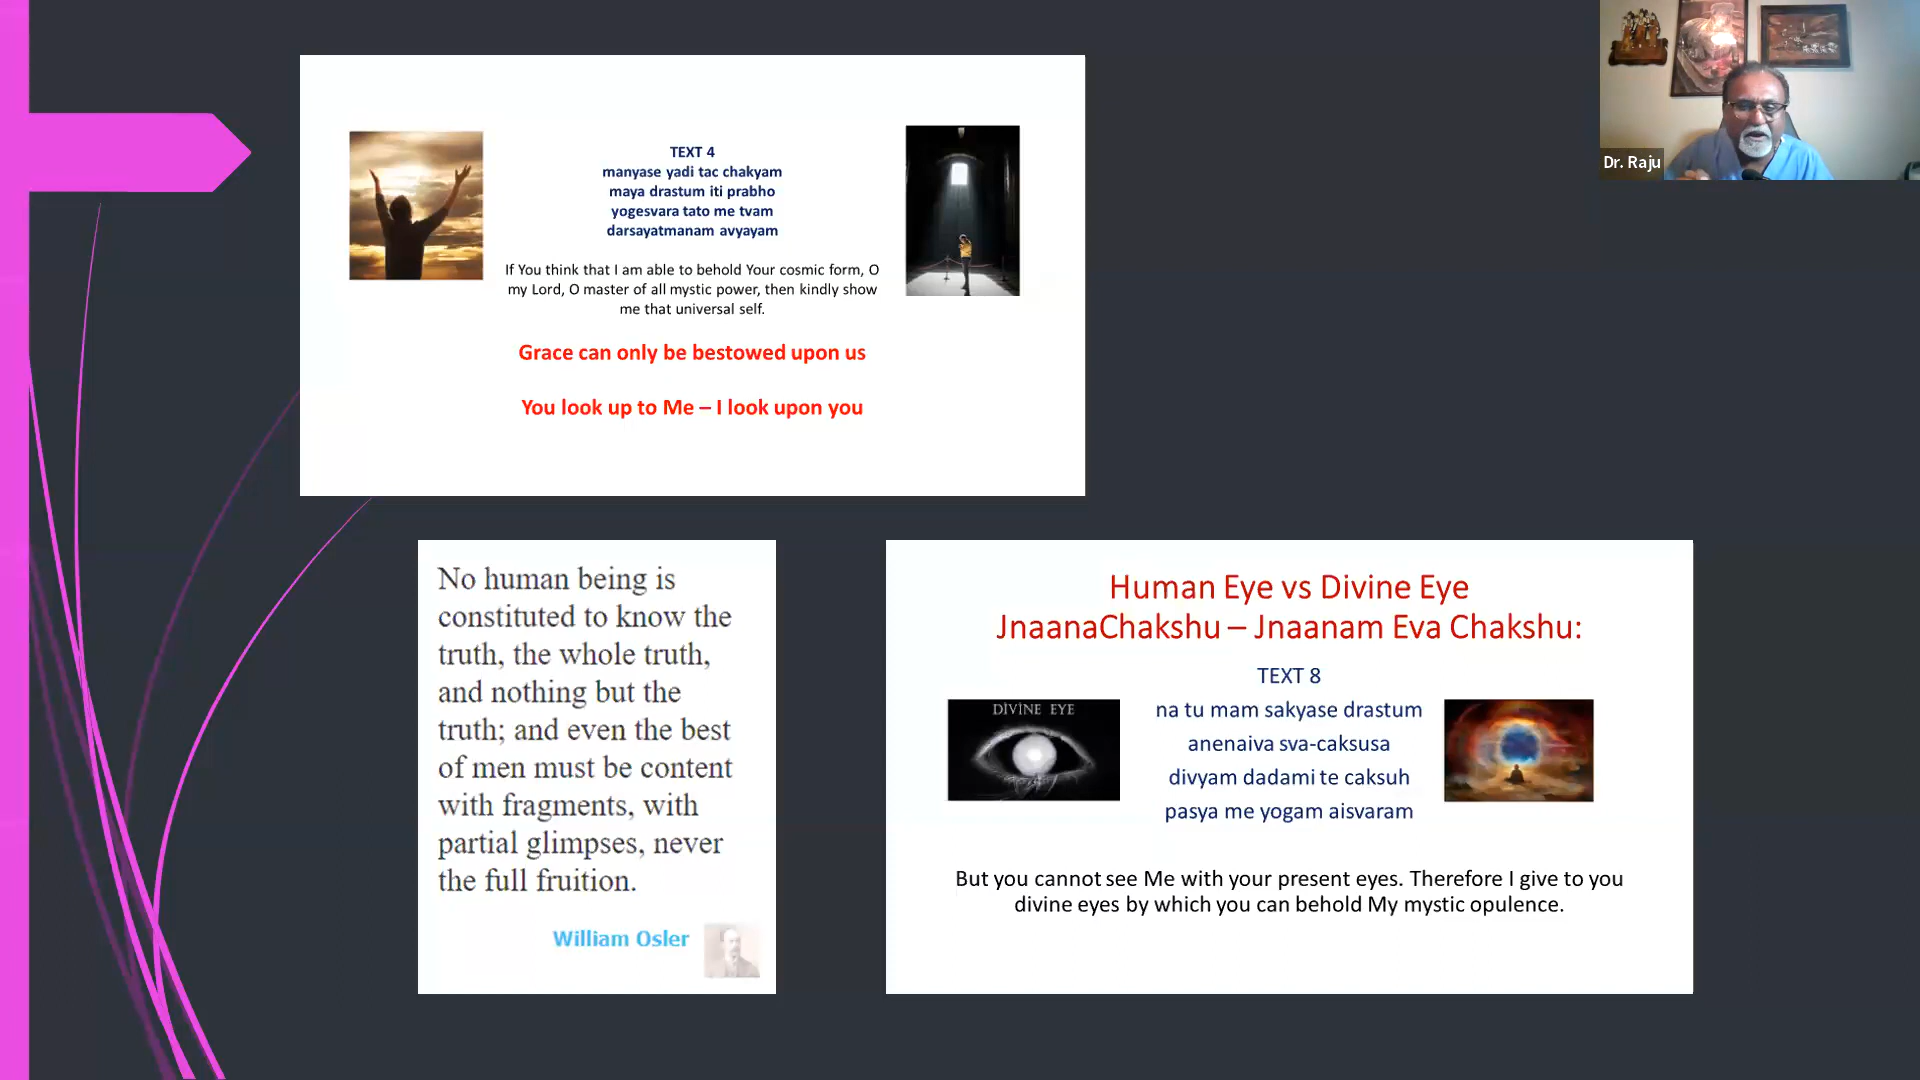 Dr. Raju
TEXT 4
manyase yadi tac chakyam
maya drastum iti prabho
yogesvara tato me tvam
darsayatmanam avyayam
If You think that I am able to behold Your cosmic form, O
my Lord, O master of all mystic power, then kindly show
me that universal self.
Grace can only be bestowed upon us
You look up to Me – I look upon you
No human being is
constituted to know the
truth, the whole truth,
and nothing but the
truth; and even the best
of men must be content
with fragments, with
partial glimpses, never
the full fruition.
William Osler
Human Eye vs Divine Eye
JnaanaChakshu – Jnaanam Eva Chakshu:
TEXT 8
DIVINE EYE
na tu mam sakyase drastum
anenaiva sva-caksusa
divyam dadami te caksuh
pasya me yogam aisvaram
But you cannot see Me with your present eyes. Therefore I give to you
divine eyes by which you can behold My mystic opulence.